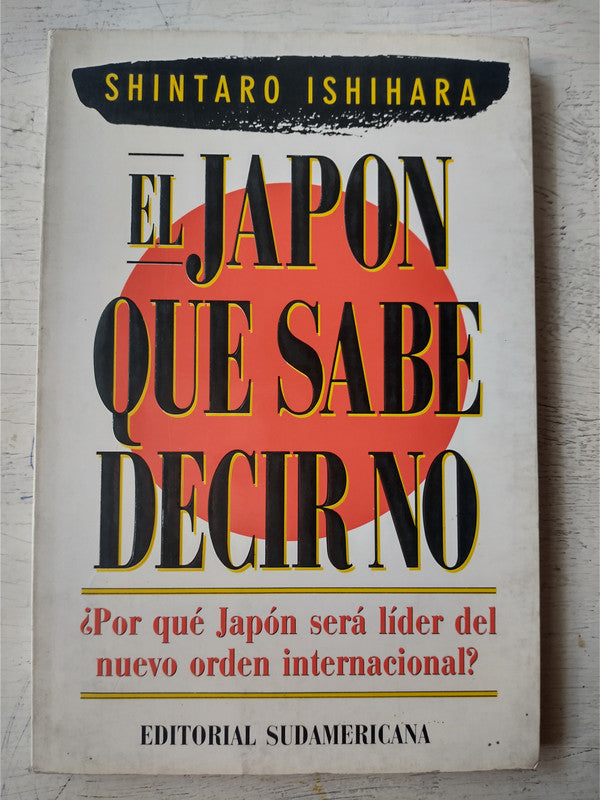 SHINTARO ISHIHARA
EL JAPON
QUE SABE
DECIR NO
¿Por qué Japón será líder del
nuevo orden internacional?
EDITORIAL SUDAMERICANA